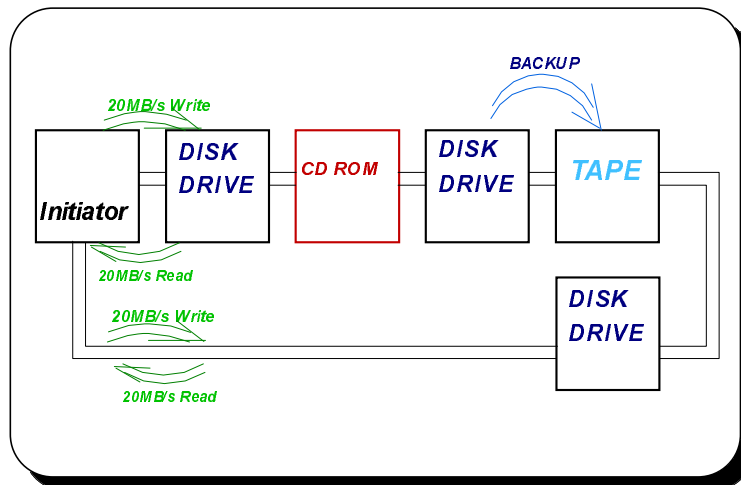 BACKUP
20MB/s Write
DISK
DRIVE
CD ROM
DISK
DRIVE
TAPE
Initiator
20MB/s Read
20MB/s Write
DISK
DRIVE
20MB/s Read